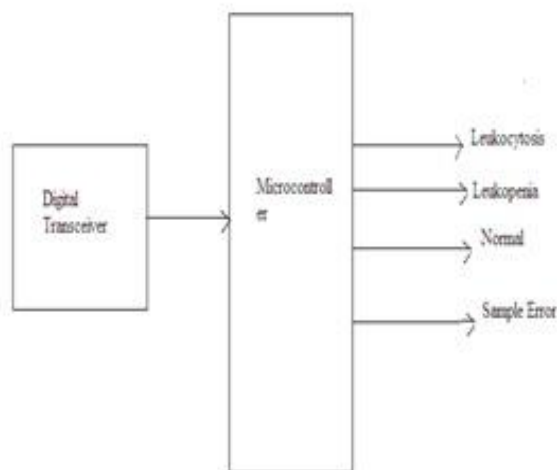 Digital
Transceiver
Microcontroll
er
Leukocytosis
Leukopenia
Normal
Sample Error